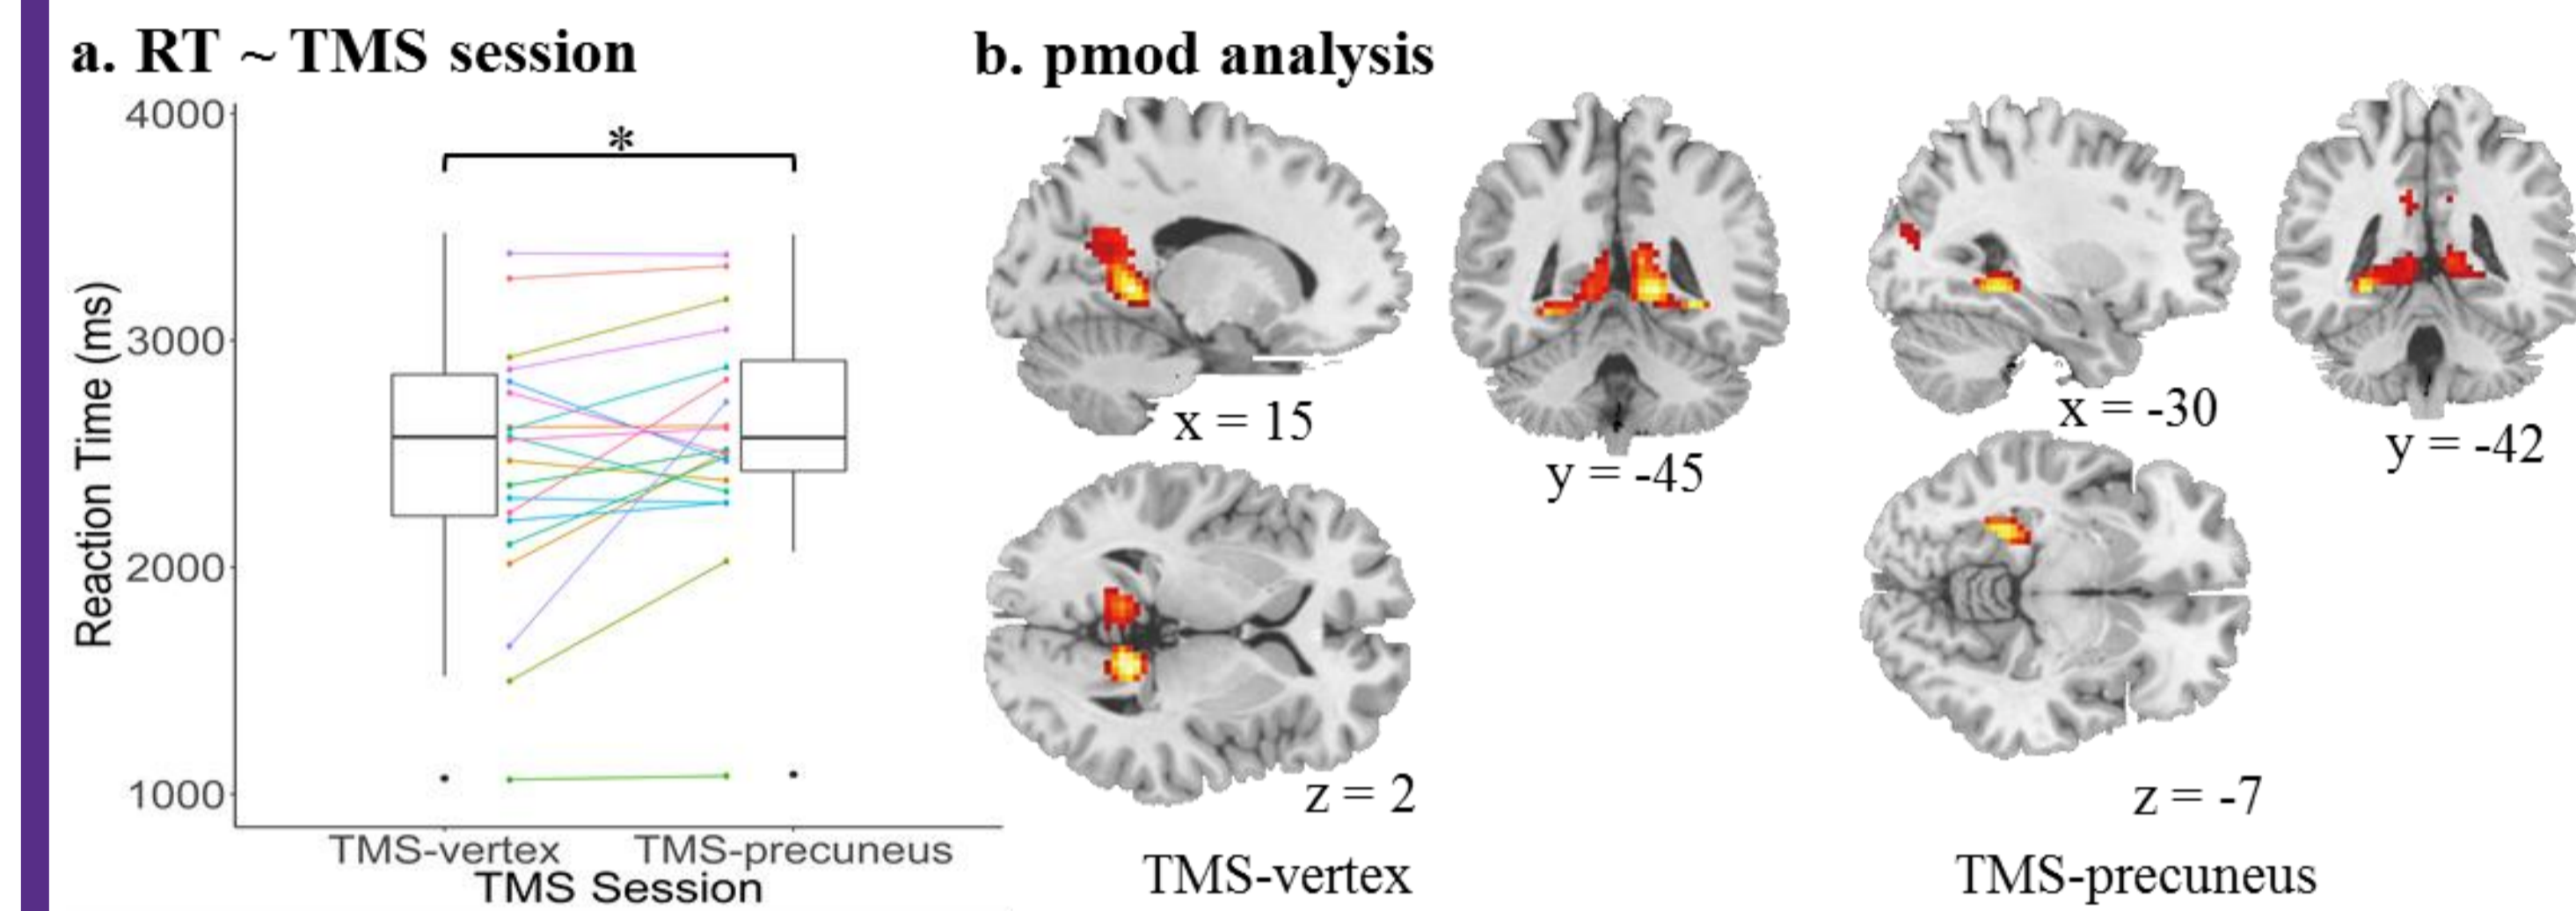 a. RT ~ TMS session
4000
*
3000
2000
1000
Reaction Time (ms)
TMS-vertex TMS-precuneus
TMS Session
b. pmod analysis
x = 15
y = -45
z = 2
TMS-vertex
x = -30
y = -42
z = -7
TMS-precuneus